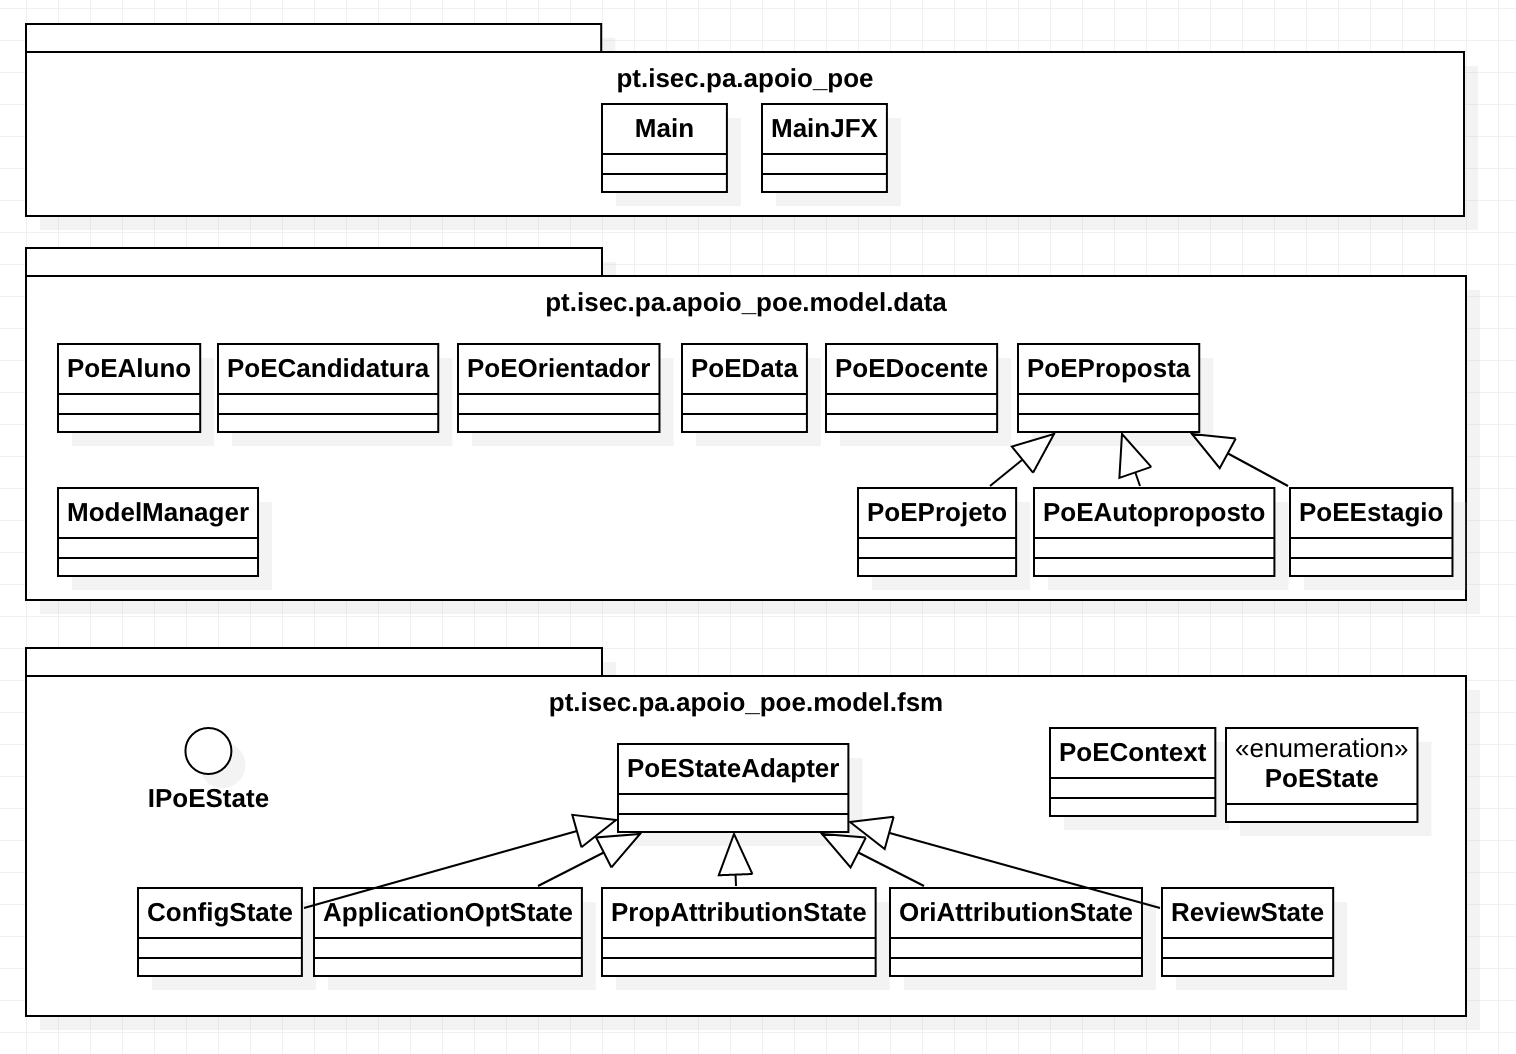 pt.isec.pa.apoio_poe
Main
MainJFX
pt.isec.pa.apoio_poe.model.data
PoEAluno
PoECandidatura
PoEOrientador
PoEData
PoEDocente
PoEProposta
ModelManager
PoEProjeto
PoEAutoproposto
PoEEstagio
pt.isec.pa.apoio_poe.model.fsm
IPoEState
PoEStateAdapter
PoEContext
«enumeration»
PoEState
ConfigState
ApplicationOptState
PropAttributionState
OriAttributionState
ReviewState